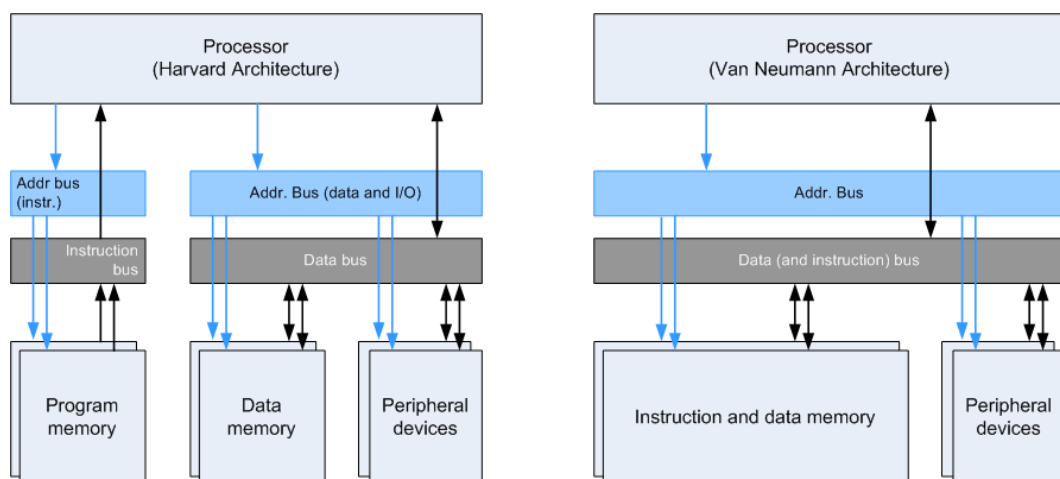 Processor
(Harvard Architecture)
Addr bus
(instr.)
Addr. Bus (data and I/O)
Instruction
bus
Data bus
Program
memory
Data
memory
Peripheral
devices
Processor
(Van Neumann Architecture)
Addr. Bus
Data (and instruction) bus
Instruction and data memory
Peripheral
devices